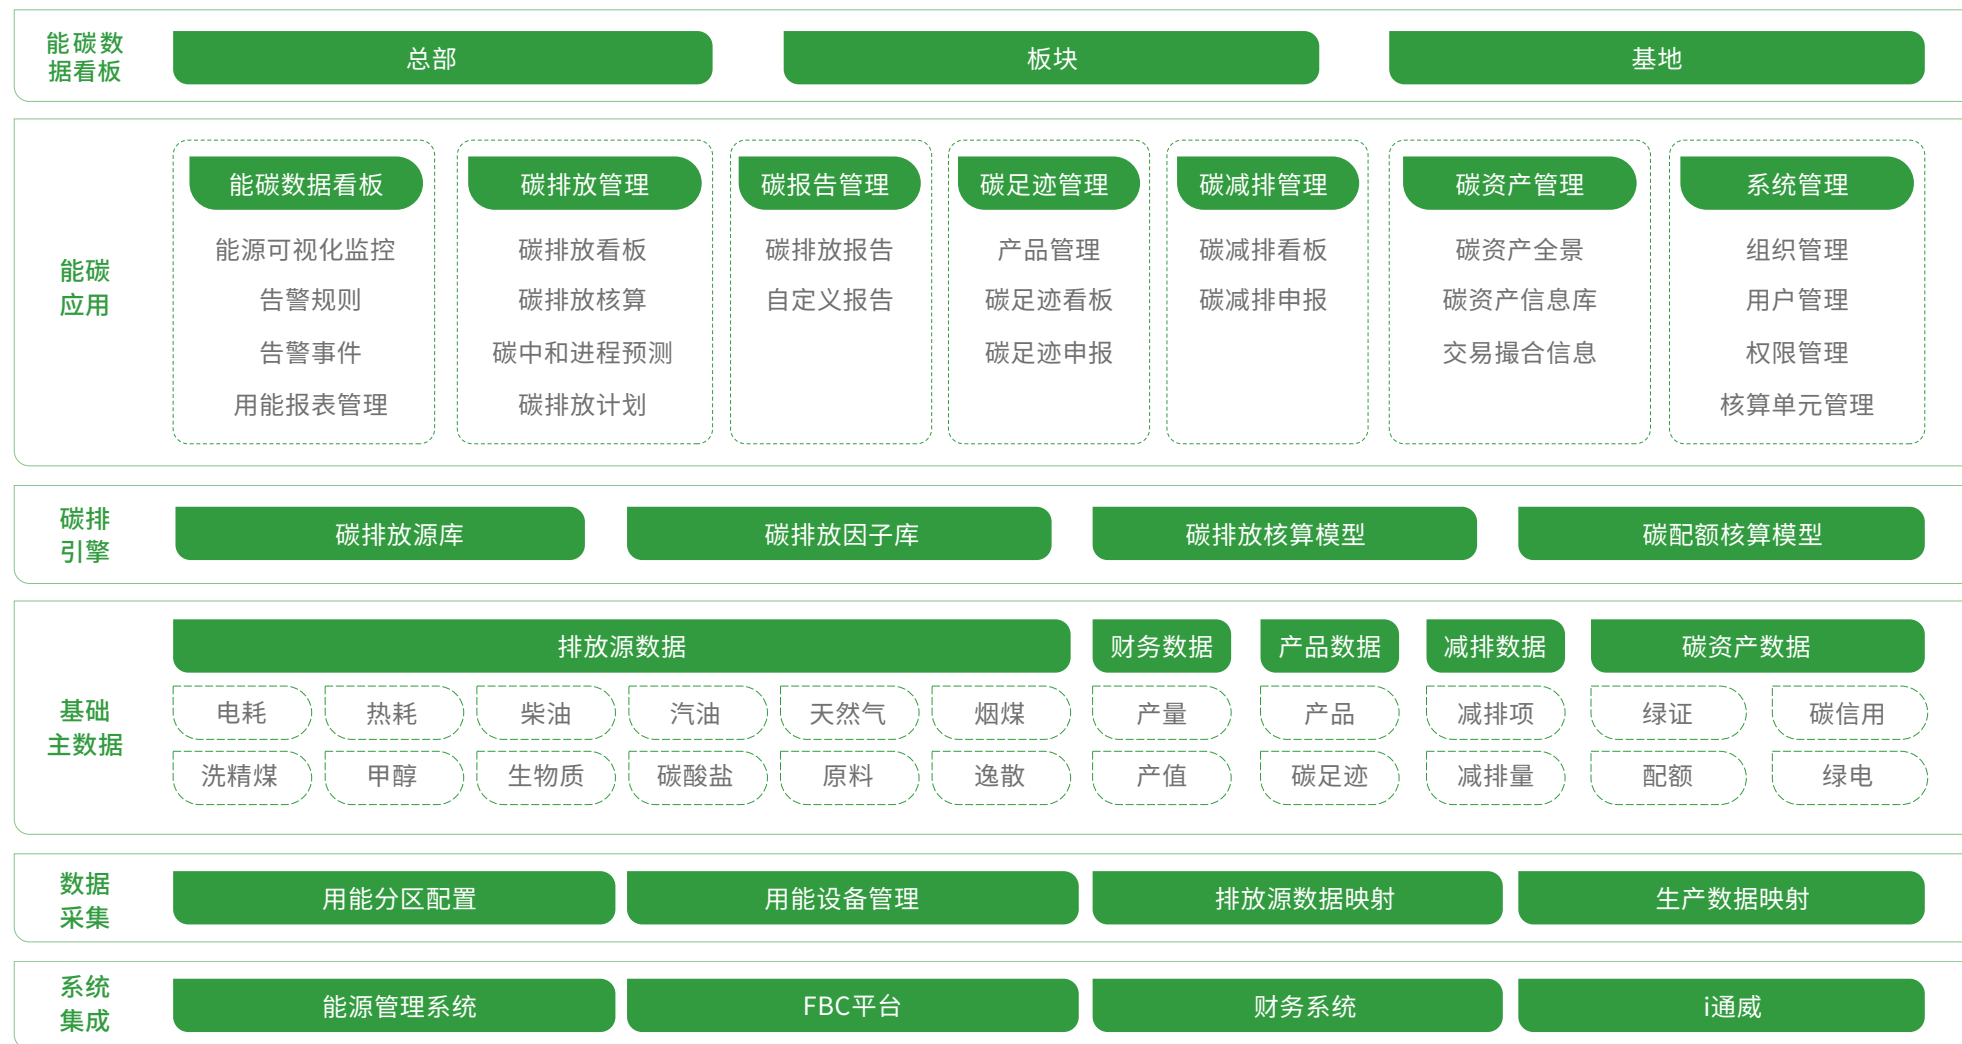 能碳数
据看板
总部
板块
基地
能碳
应用
能碳数据看板
能源可视化监控
告警规则
告警事件
用能报表管理
碳排放管理
碳排放看板
碳排放核算
碳中和进程预测
碳排放计划
碳报告管理
碳排放报告
自定义报告
碳足迹管理
产品管理
碳足迹看板
碳足迹申报
碳减排管理
碳减排看板
碳减排申报
碳资产管理
碳资产全景
碳资产信息库
交易撮合信息
系统管理
组织管理
用户管理
权限管理
核算单元管理
碳排
引擎
碳排放源库
碳排放因子库
碳排放核算模型
碳配额核算模型
基础
主数据
排放源数据
电耗
热耗
柴油
汽油
天然气
烟煤
洗精煤
甲醇
生物质
碳酸盐
原料
逸散
财务数据
产量
产值
产品数据
产品
碳足迹
减排数据
减排项
减排量
碳资产数据
绿证
碳信用
配额
绿电
数据
采集
用能分区配置
用能设备管理
排放源数据映射
生产数据映射
系统
集成
能源管理系统
FBC平台
财务系统
i通威